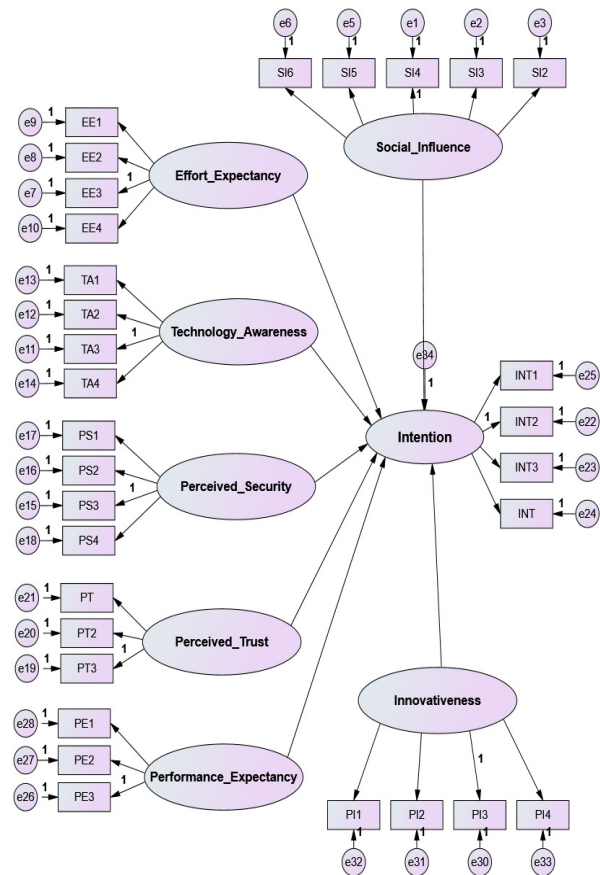 e6 e5 e1 e2 e3
1 1 1 1 1
SI6 SI5 SI4 SI3 SI2
1
Social_Influence
e9 1 EE1
e8 1 EE2
e7 1 EE3 1
e10 1 EE4
Effort_Expectancy
e13 1 TA1
e12 1 TA2
e11 1 TA3 1
e14 1 TA4
Technology_Awareness
e34
1
Intention
INT1 1 e25
1 INT2 1 e22
INT3 1 e23
INT 1 e24
e17 1 PS1
e16 1 PS2
e15 1 PS3 1
e18 1 PS4
Perceived_Security
e21 1 PT
e20 1 PT2
e19 1 PT3 1
Perceived_Trust
e28 1 PE1
e27 1 PE2
e26 1 PE3 1
Performance_Expectancy
Innovativeness
1
PI1 PI2 PI3 PI4
1 1 1 1
e32 e31 e30 e33